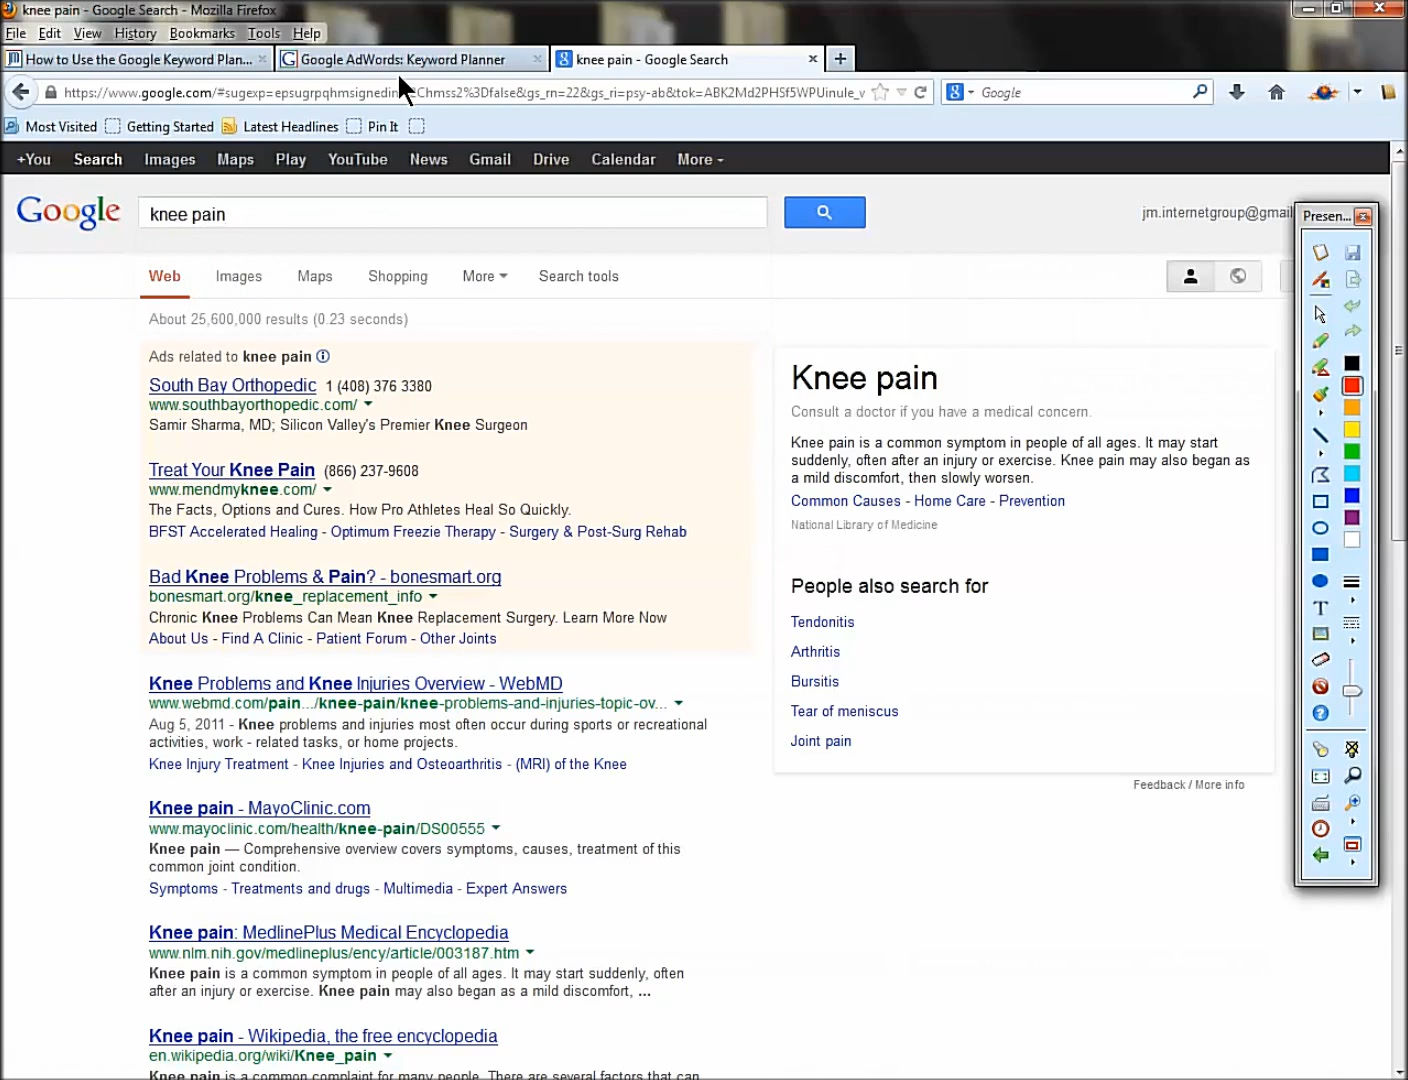 knee pain - Google Search - Mozilla Firefox
File Edit View History Bookmarks Tools Help
How to Use the Google Keyword Plan... Google AdWords: Keyword Planner knee pain - Google Search
https://www.google.com/#sugexp=epsugrpqhmsignedin Chmss2%3Dfalse&gs_rn=22&gs_ri=psy-ab&tok=ABK2Md2PHSf5WPUinule_v Google
Most Visited Getting Started Latest Headlines Pin It
+You Search Images Maps Play YouTube News Gmail Drive Calendar More
Google knee pain jm.internetgroup@gmail
Web Images Maps Shopping More Search tools
About 25,600,000 results (0.23 seconds)
Ads related to knee pain
South Bay Orthopedic 1 (408) 376 3380
www.southbayorthopedic.com/
Samir Sharma, MD; Silicon Valley's Premier Knee Surgeon
Treat Your Knee Pain (866) 237-9608
www.mendmyknee.com/
The Facts, Options and Cures. How Pro Athletes Heal So Quickly.
BFST Accelerated Healing - Optimum Freezie Therapy - Surgery & Post-Surg Rehab
Bad Knee Problems & Pain? - bonesmart.org
bonesmart.org/knee_replacement_info
Chronic Knee Problems Can Mean Knee Replacement Surgery. Learn More Now
About Us - Find A Clinic - Patient Forum - Other Joints
Knee Problems and Knee Injuries Overview - WebMD
www.webmd.com/pain.../knee-pain/knee-problems-and-injuries-topic-ov...
Aug 5, 2011 - Knee problems and injuries most often occur during sports or recreational
activities, work - related tasks, or home projects.
Knee Injury Treatment - Knee Injuries and Osteoarthritis - (MRI) of the Knee
Knee pain - MayoClinic.com
www.mayoclinic.com/health/knee-pain/DS00555
Knee pain — Comprehensive overview covers symptoms, causes, treatment of this
common joint condition.
Symptoms - Treatments and drugs - Multimedia - Expert Answers
Knee pain: MedlinePlus Medical Encyclopedia
www.nlm.nih.gov/medlineplus/ency/article/003187.htm
Knee pain is a common symptom in people of all ages. It may start suddenly, often
after an injury or exercise. Knee pain may also began as a mild discomfort, ...
Knee pain - Wikipedia, the free encyclopedia
en.wikipedia.org/wiki/Knee_pain
Knee pain is a common complaint for many people. There are several factors that can
Knee pain
Consult a doctor if you have a medical concern.
Knee pain is a common symptom in people of all ages. It may start
suddenly, often after an injury or exercise. Knee pain may also began as
a mild discomfort, then slowly worsen.
Common Causes - Home Care - Prevention
National Library of Medicine
People also search for
Tendonitis
Arthritis
Bursitis
Tear of meniscus
Joint pain
Feedback / More info
Presen...
T